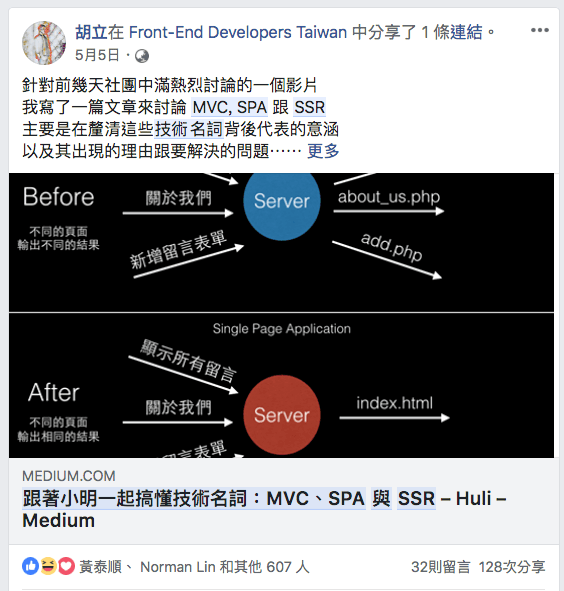 胡立在 Front-End Developers Taiwan 中分享了 1 條連結。
5月5日 ·
針對前幾天社團中滿熱烈討論的一個影片
我寫了一篇文章來討論 MVC, SPA 跟 SSR
主要是在釐清這些技術名詞背後代表的意涵
以及其出現的理由跟要解決的問題⋯⋯ 更多
Before
不同的頁面
輸出不同的結果
關於我們
新增留言表單
Server
about_us.php
add.php
Single Page Application
After
不同的頁面
輸出相同的結果
顯示所有留言
關於我們
留言表單
Server
index.html
MEDIUM.COM
跟著小明一起搞懂技術名詞：MVC、SPA 與 SSR – Huli –
Medium
黃泰順、 Norman Lin 和其他 607 人
32則留言 128次分享